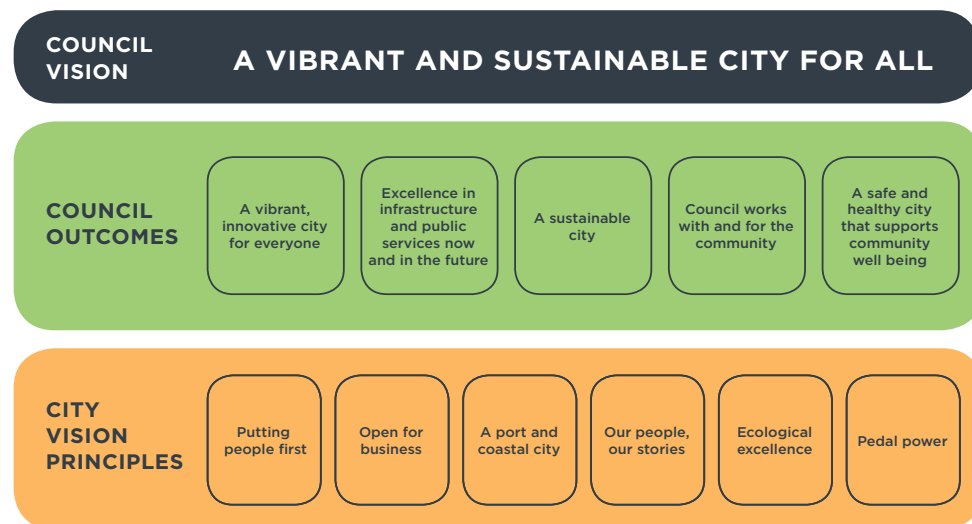 COUNCIL
VISION
A VIBRANT AND SUSTAINABLE CITY FOR ALL
COUNCIL
OUTCOMES
A vibrant,
innovative city
for everyone
Excellence in
infrastructure
and public
services now
and in the future
A sustainable
city
Council works
with and for the
community
A safe and
healthy city
that supports
community
well being
CITY
VISION
PRINCIPLES
Putting
people first
Open for
business
A port and
coastal city
Our people,
our stories
Ecological
excellence
Pedal power